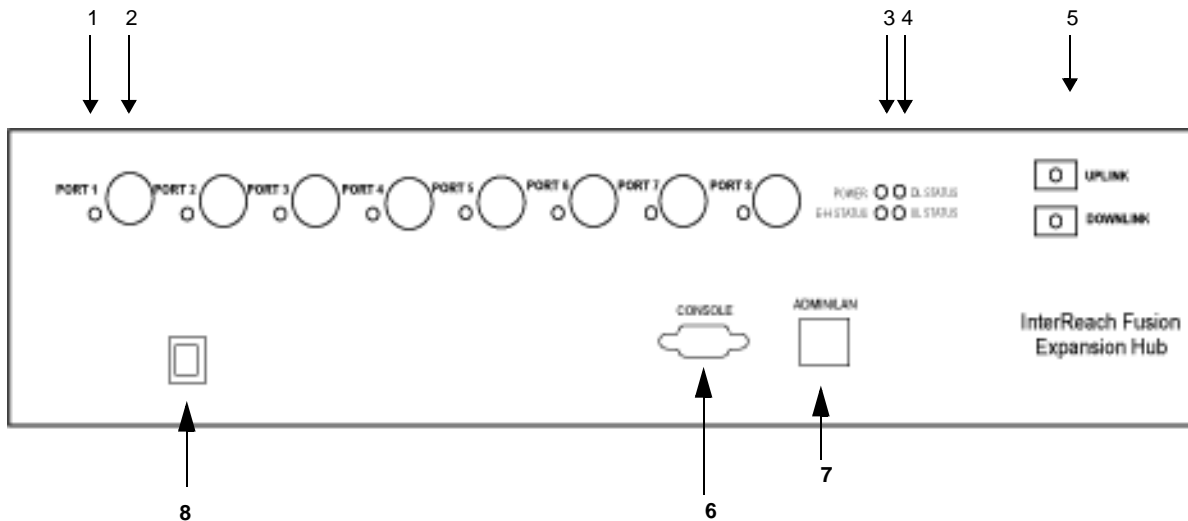 1 2 3 4 5
PORT 1 PORT 2 PORT 3 PORT 4 PORT 5 PORT 6 PORT 7 PORT 8
POWER DL STATUS
E-H STATUS UL STATUS
UPLINK
DOWNLINK
CONSOLE
ADMIN/LAN
InterReach Fusion
Expansion Hub
8 6 7